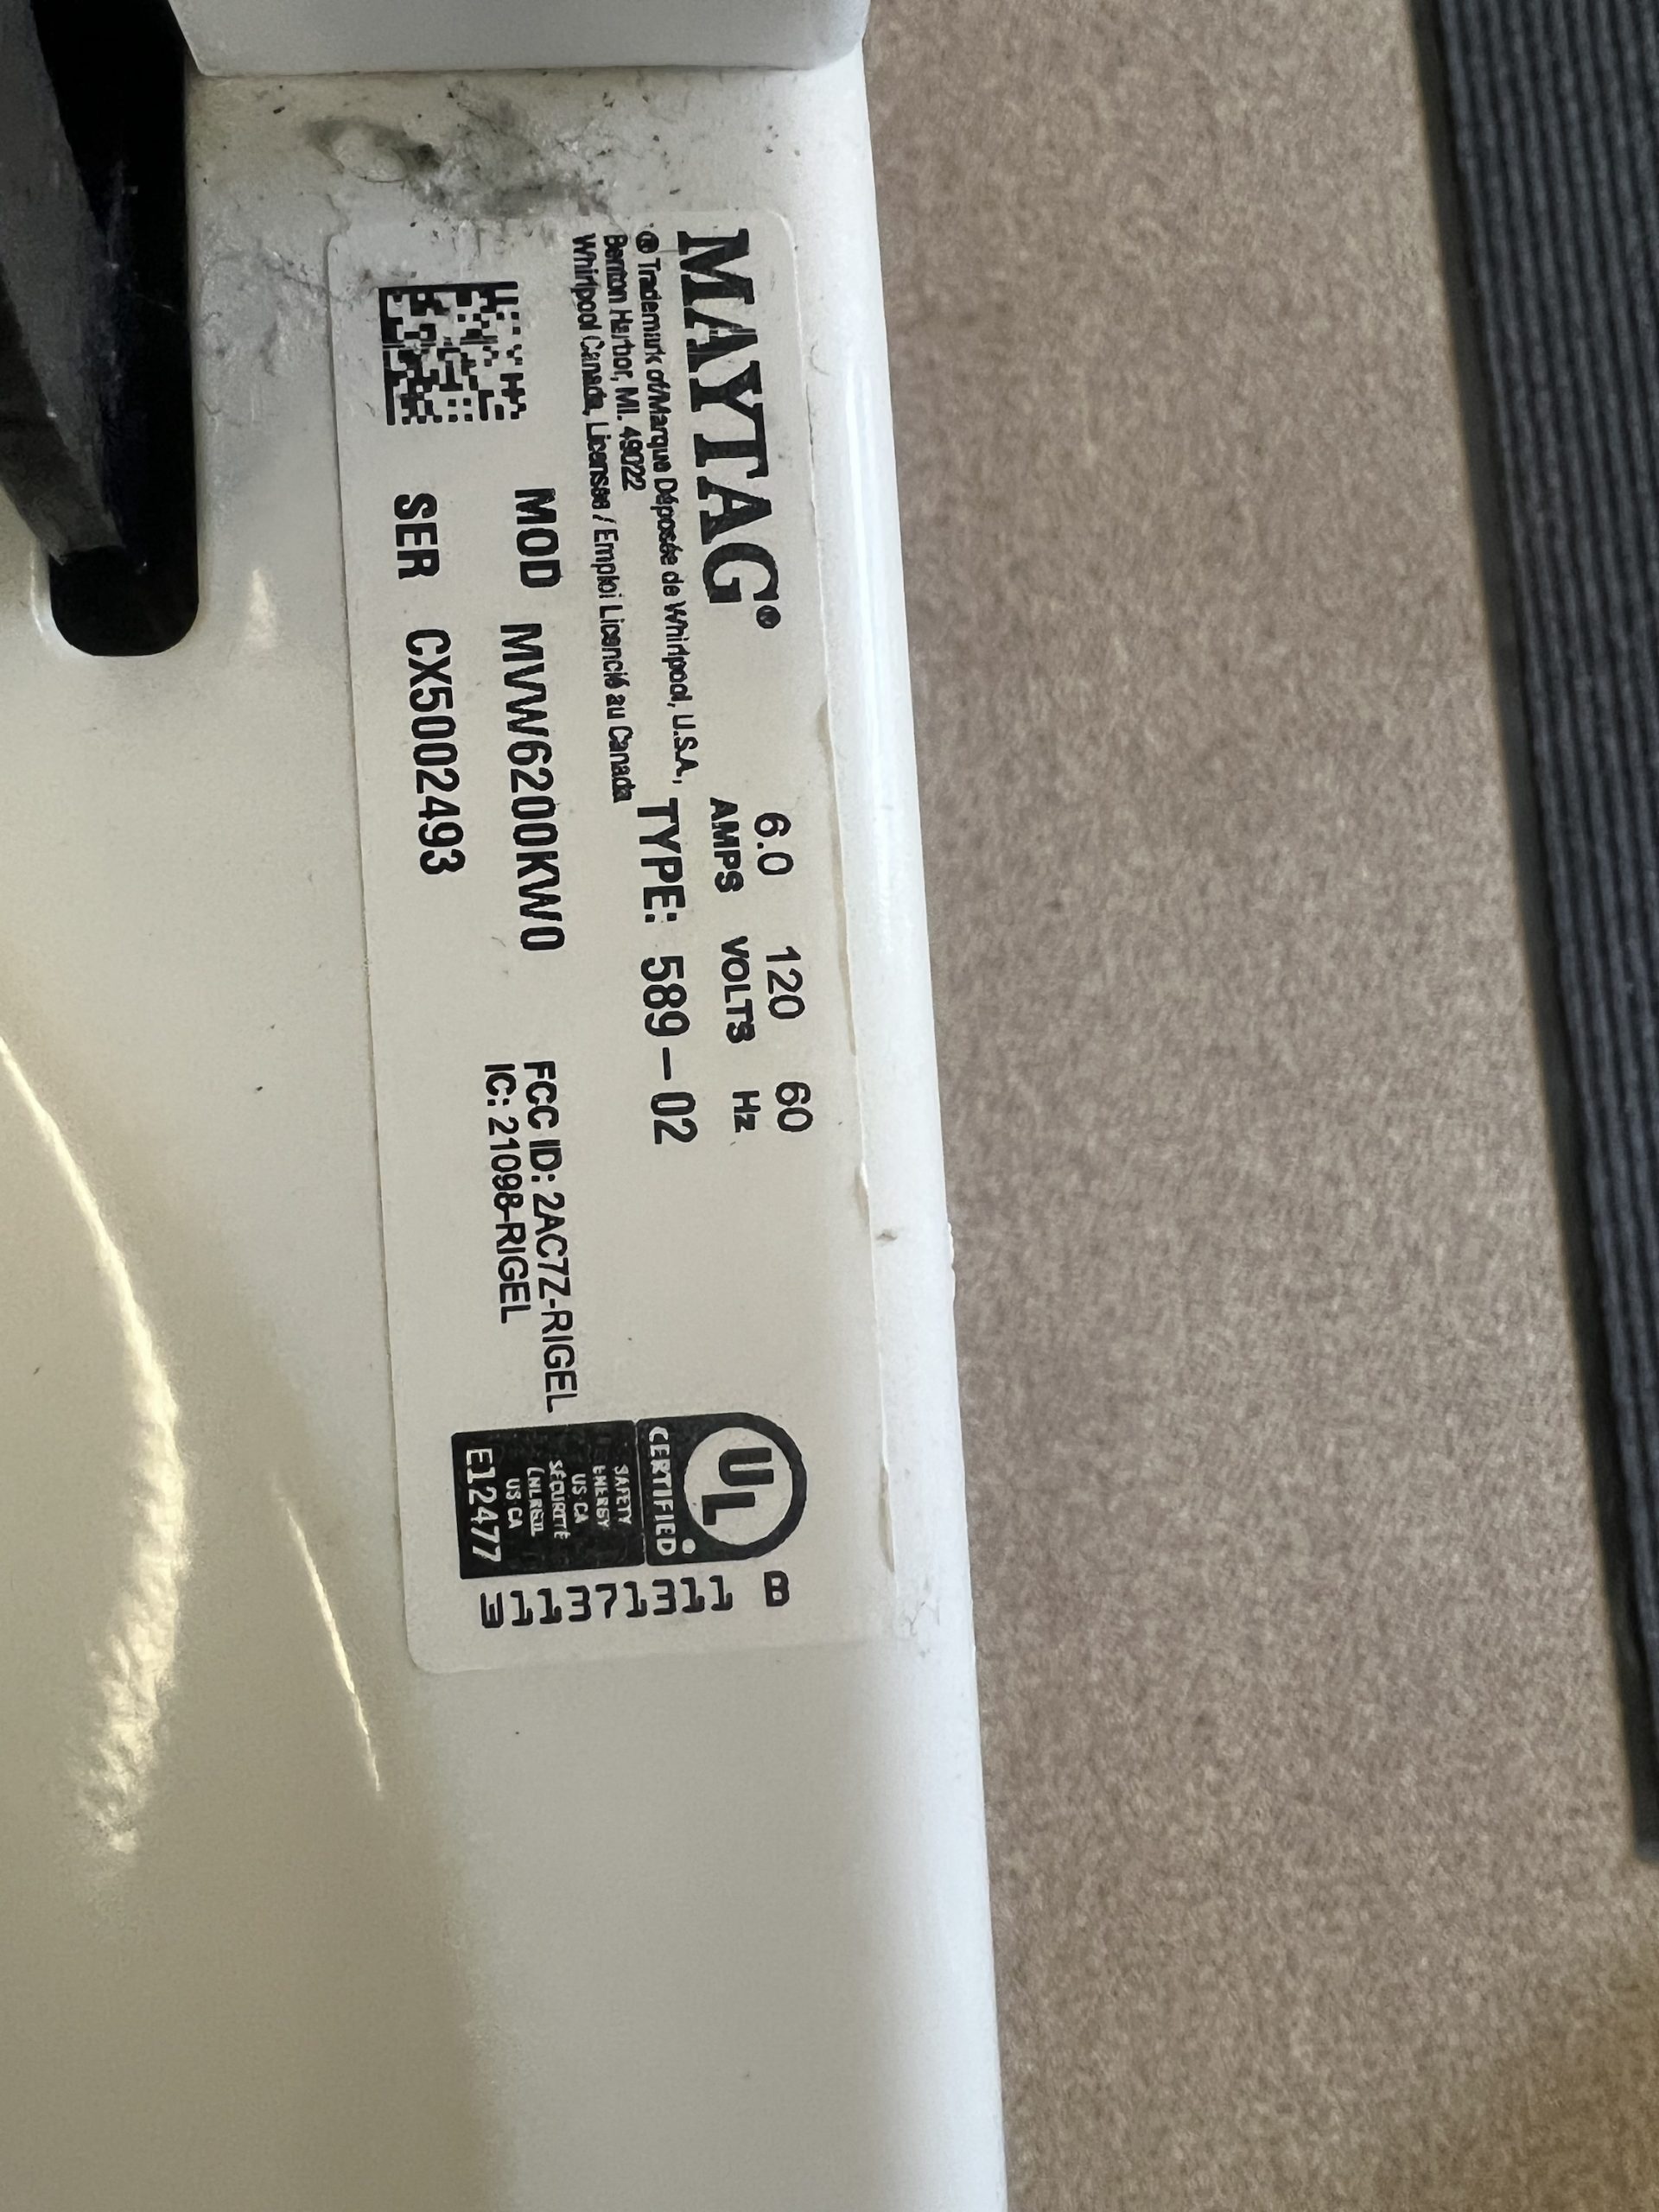 MAYTAG®
® Trademark of/Marque Déposée de Whirlpool, U.S.A.,
Benton Harbor, MI. 49022
Whirlpool Canada, Licensee / Emploi Licencié au Canada
6.0 120 60
AMPS VOLTS Hz
TYPE: 589-02
MOD MVW6200KW0
SER CX5002493
FCC ID: 2AC7Z-RIGEL
IC: 21098-RIGEL
UL
CERTIFIED
SAFETY
ENERGY
US CA
SÉCURITÉ
ÉNERGIE
US CA
E12477
311371311 B